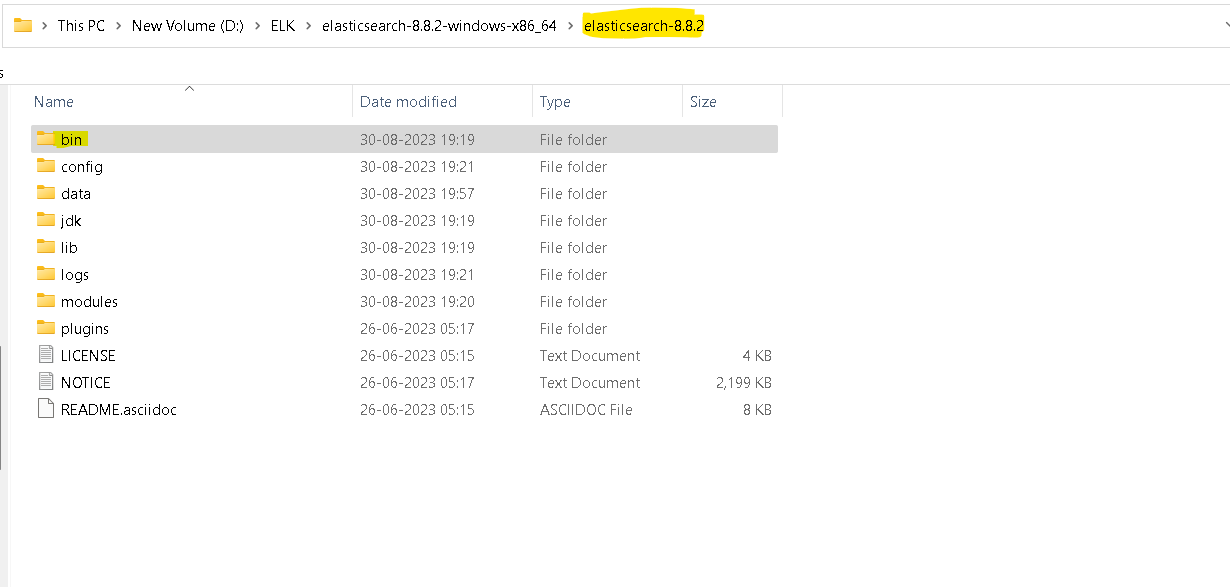 This PC > New Volume (D:) > ELK > elasticsearch-8.8.2-windows-x86_64 > elasticsearch-8.8.2
s
Name Date modified Type Size
bin 30-08-2023 19:19 File folder
config 30-08-2023 19:21 File folder
data 30-08-2023 19:57 File folder
jdk 30-08-2023 19:19 File folder
lib 30-08-2023 19:19 File folder
logs 30-08-2023 19:21 File folder
modules 30-08-2023 19:20 File folder
plugins 26-06-2023 05:17 File folder
LICENSE 26-06-2023 05:15 Text Document 4 KB
NOTICE 26-06-2023 05:17 Text Document 2,199 KB
README.asciidoc 26-06-2023 05:15 ASCIIDOC File 8 KB